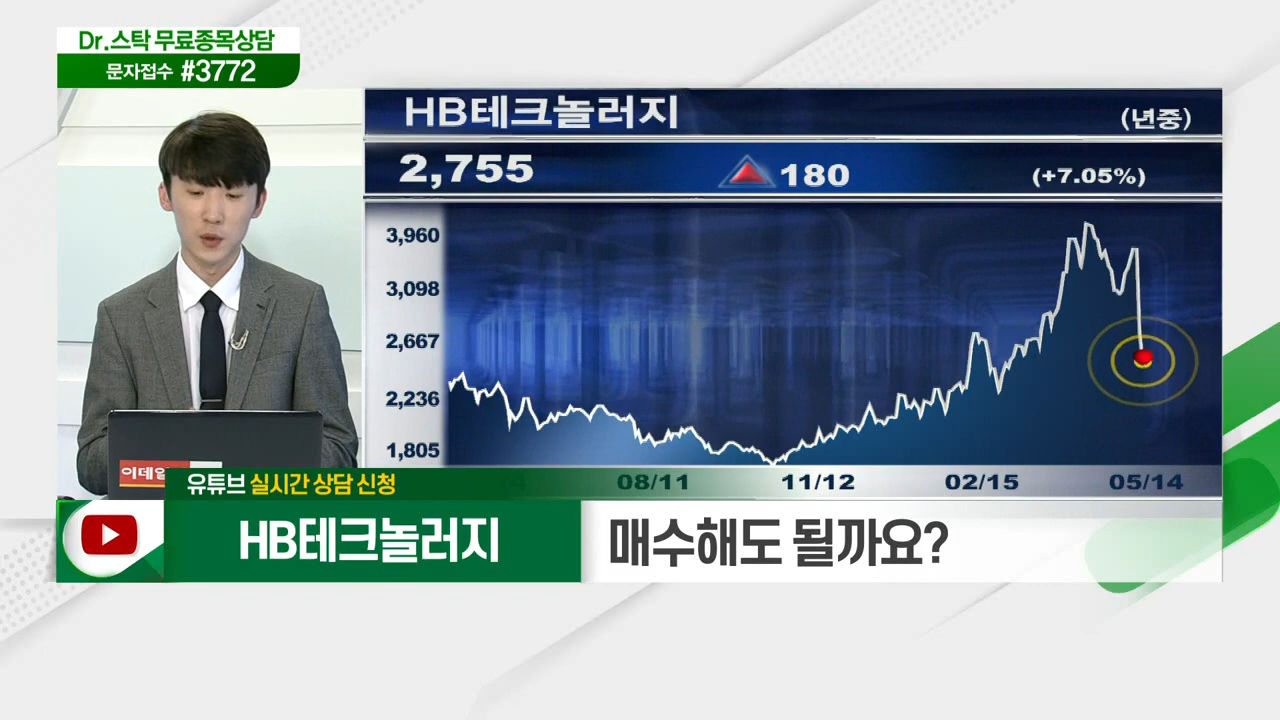 Dr.스탁 무료종목상담
문자접수 #3772
HB테크놀러지
(년중)
2,755
180
(+7.05%)
3,960
3,098
2,667
2,236
1,805
08/11
11/12
02/15
05/14
이데일
유튜브 실시간 상담 신청
HB테크놀러지
매수해도 될까요?